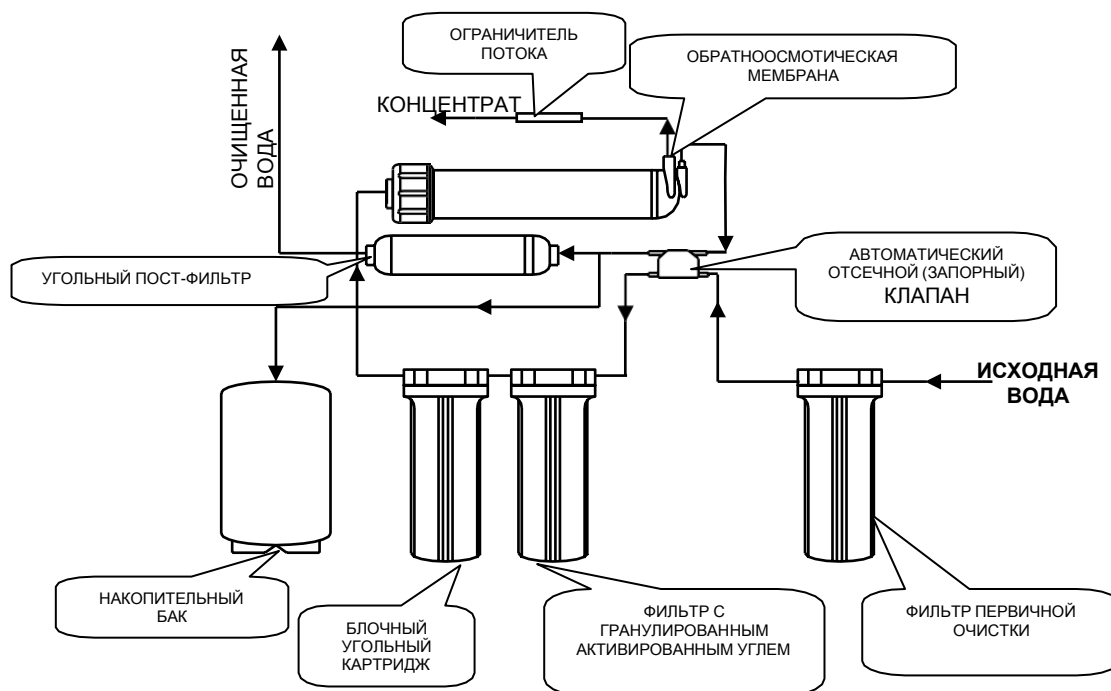 ОГРАНИЧИТЕЛЬ
ПОТОКА
ОБРАТНООСМОТИЧЕСКАЯ
МЕМБРАНА
КОНЦЕНТРАТ
ОЧИЩЕННАЯ
ВОДА
УГОЛЬНЫЙ ПОСТ-ФИЛЬТР
АВТОМАТИЧЕСКИЙ
ОТСЕЧНОЙ (ЗАПОРНЫЙ)
КЛАПАН
ИСХОДНАЯ
ВОДА
НАКОПИТЕЛЬНЫЙ
БАК
БЛОЧНЫЙ
УГОЛЬНЫЙ
КАРТРИДЖ
ФИЛЬТР С
ГРАНУЛИРОВАННЫМ
АКТИВИРОВАННЫМ УГЛЕМ
ФИЛЬТР ПЕРВИЧНОЙ
ОЧИСТКИ